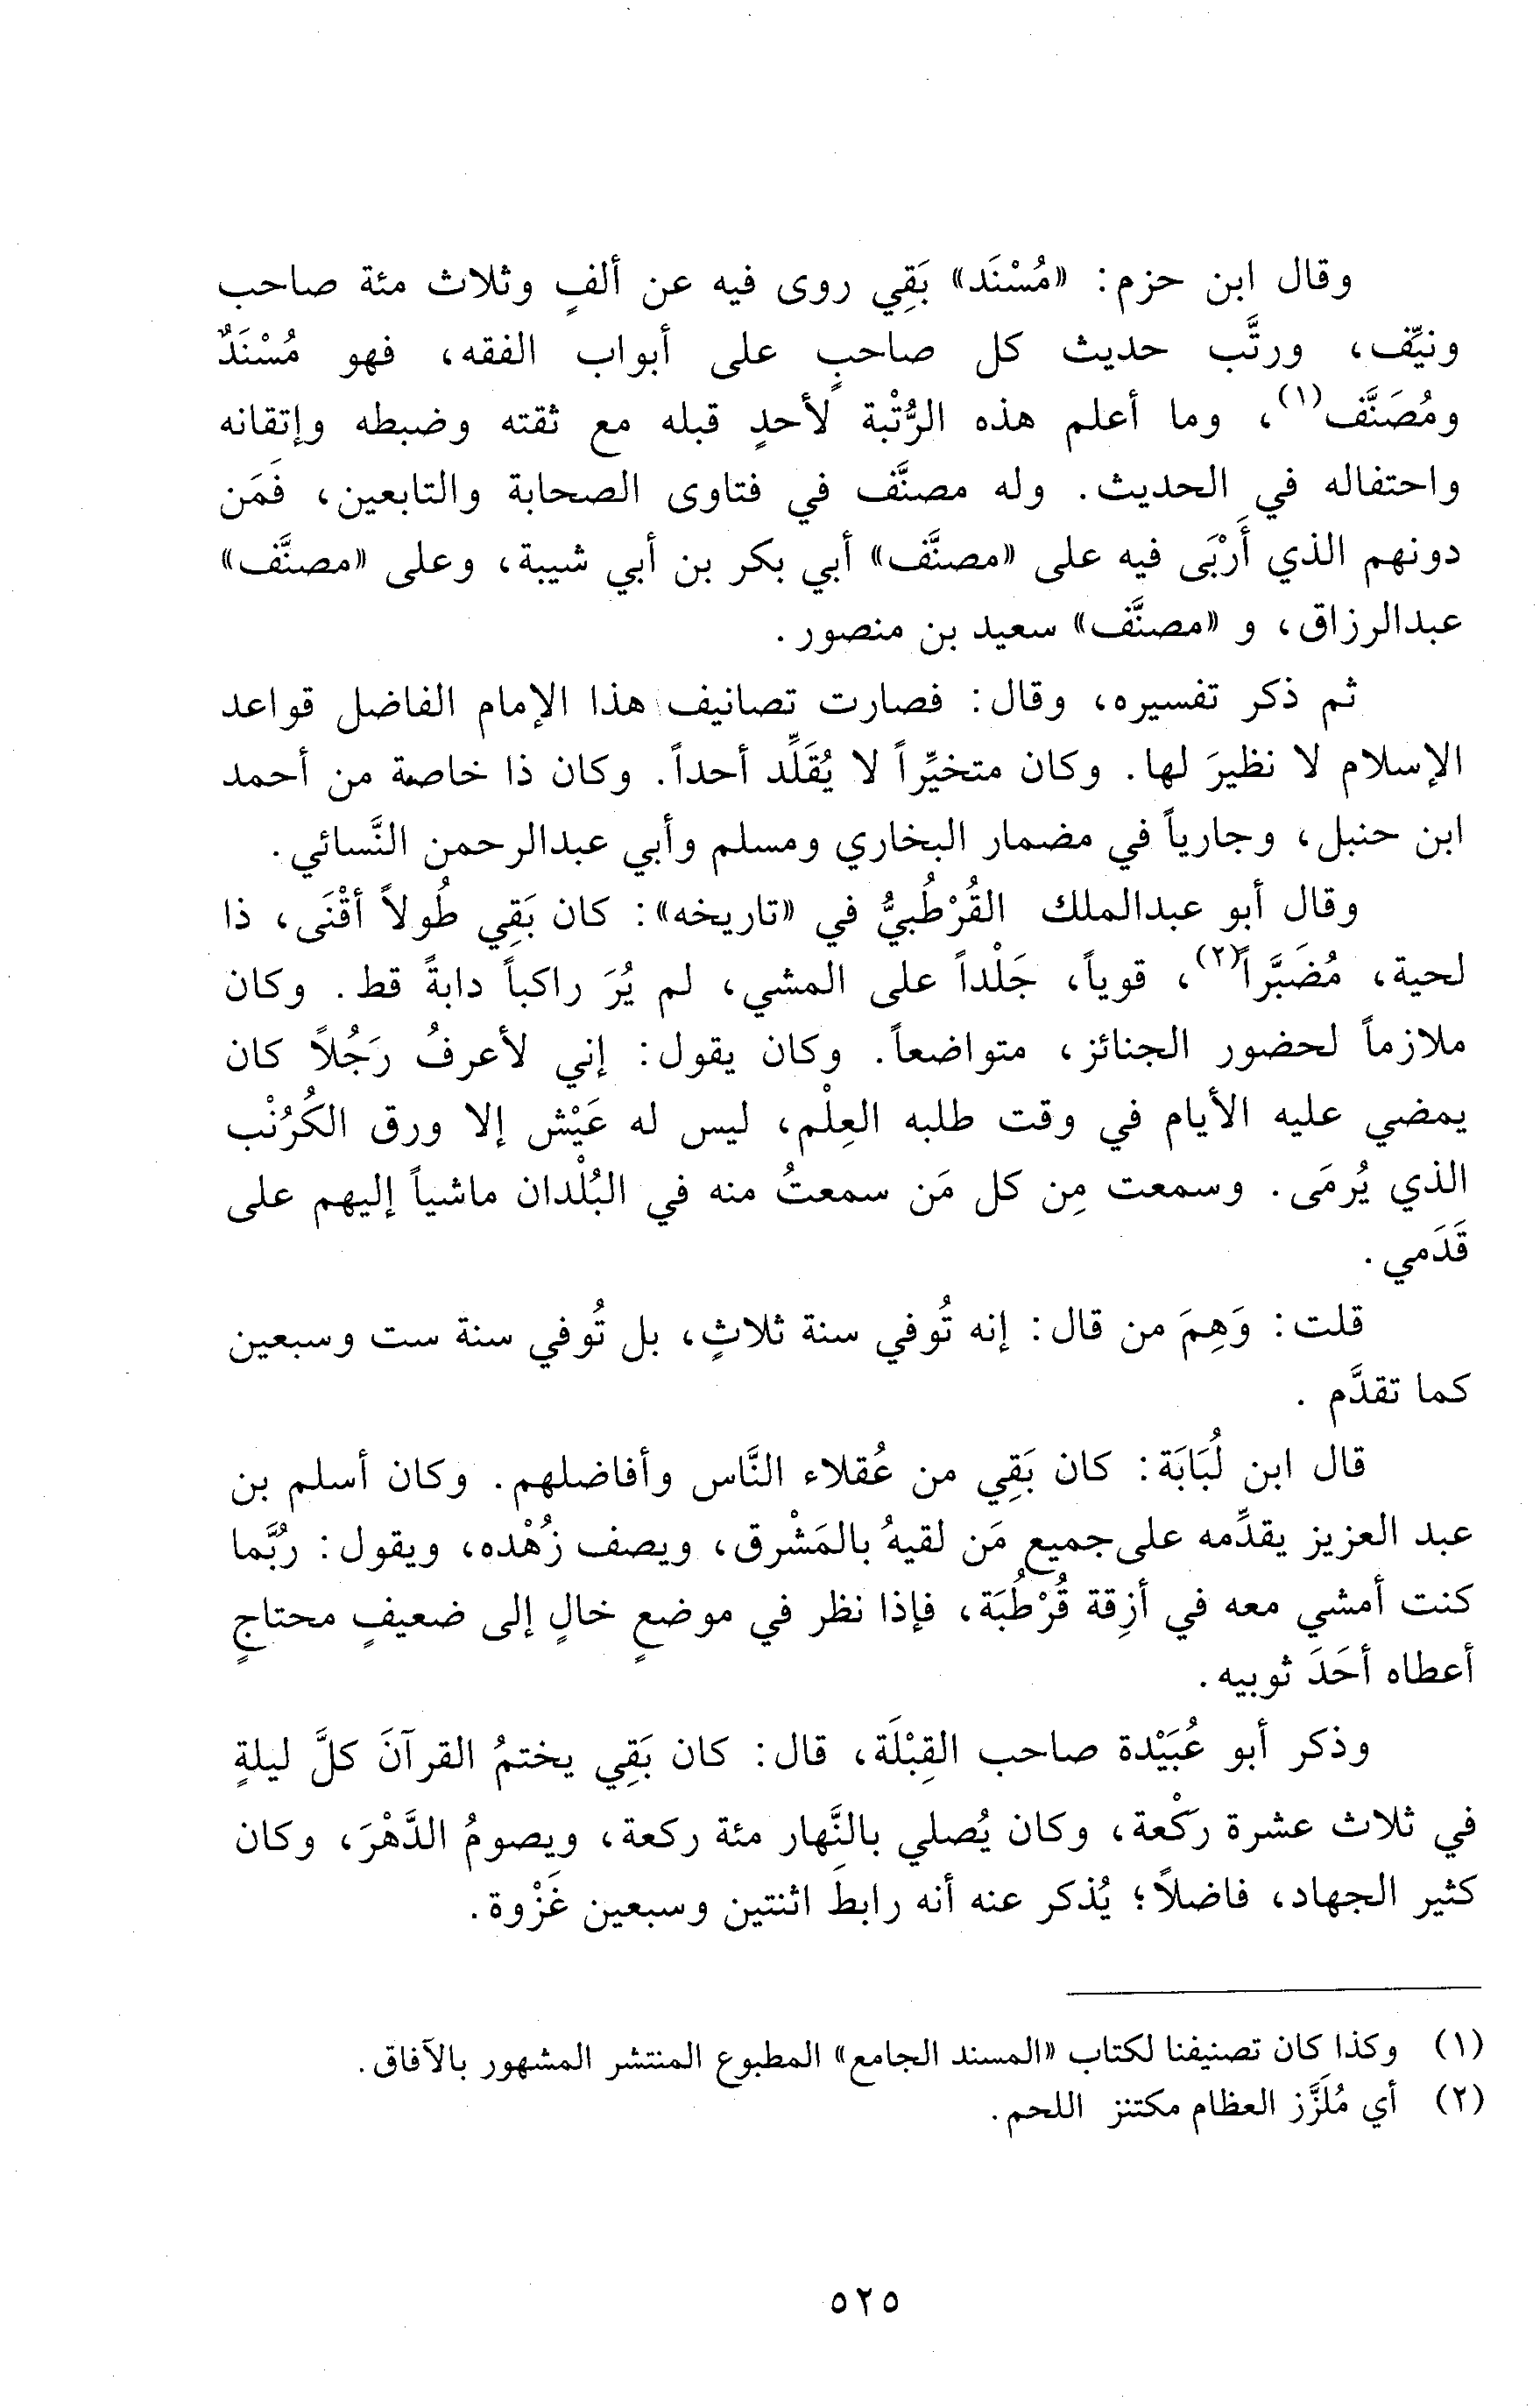 وقال ابن حزم: «مُسْنَد» بَقِي روى فيه عن ألفٍ وثلاث مئة صاحب
ونيِّف، ورتَّب حديث كل صاحبٍ على أبواب الفقه، فهو مُسْنَدٌ
ومُصَنَّف(١)، وما أعلم هذه الرُّتْبة لأحدٍ قبله مع ثقته وضبطه وإتقانه
واحتفاله في الحديث. وله مصنَّف في فتاوى الصحابة والتابعين، فَمَن
دونهم الذي أَرْبَى فيه على «مصنَّف» أبي بكر بن أبي شيبة، وعلى «مصنَّف»
عبدالرزاق، و «مصنَّف» سعيد بن منصور.
ثم ذكر تفسيره، وقال: فصارت تصانيف هذا الإمام الفاضل قواعد
الإسلام لا نظيرَ لها. وكان متخيِّراً لا يُقَلِّد أحداً. وكان ذا خاصة من أحمد
ابن حنبل، وجارياً في مضمار البخاري ومسلم وأبي عبدالرحمن النَّسائي.
وقال أبو عبدالملك القُرْطُبيُّ في «تاريخه»: كان بَقِي طُولاً أقْنَى، ذا
لحية، مُضَبَّراً(٢)، قوياً، جَلْداً على المشي، لم يُرَ راكباً دابةً قط. وكان
ملازماً لحضور الجنائز، متواضعاً. وكان يقول: إني لأعرفُ رَجُلاً كان
يمضي عليه الأيام في وقت طلبه العِلْم، ليس له عَيْش إلا ورق الكُرُنْب
الذي يُرمَى. وسمعت مِن كل مَن سمعتُ منه في البُلْدان ماشياً إليهم على
قَدَمي.
قلت: وَهِمَ من قال: إنه تُوفي سنة ثلاثٍ، بل تُوفي سنة ست وسبعين
كما تقدَّم .
قال ابن لُبَابَة: كان بَقِي من عُقلاء النَّاس وأفاضلهم. وكان أسلم بن
عبد العزيز يقدِّمه على جميع مَن لقيهُ بالمَشْرق، ويصف زُهْده، ويقول: رُبَّما
كنت أمشي معه في أزِقة قُرْطُبَة، فإذا نظر في موضعٍ خالٍ إلى ضعيفٍ محتاجٍ
أعطاه أحَدَ ثوبيه.
وذكر أبو عُبَيْدة صاحب القِبْلَة، قال: كان بَقِي يختمُ القرآنَ كلَّ ليلةٍ
في ثلاث عشرة ركْعة، وكان يُصلي بالنَّهار مئة ركعة، ويصومُ الدَّهْرَ، وكان
كثير الجهاد، فاضلاً؛ يُذكر عنه أنه رابطَ اثنتين وسبعين غَزْوة.
(١) وكذا كان تصنيفنا لكتاب «المسند الجامع» المطبوع المنتشر المشهور بالآفاق.
(٢) أي مُلَزَّز العظام مكتنز اللحم.
٥٢٥